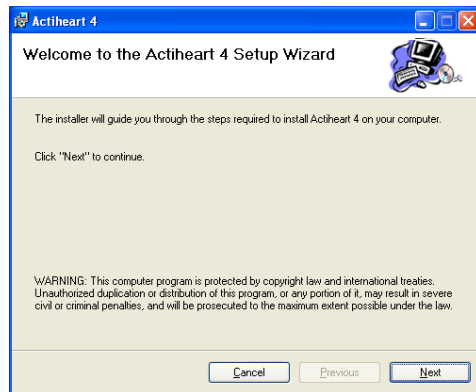 Actiheart 4
Welcome to the Actiheart 4 Setup Wizard
The installer will guide you through the steps required to install Actiheart 4 on your computer.
Click "Next" to continue.
WARNING: This computer program is protected by copyright law and international treaties.
Unauthorized duplication or distribution of this program, or any portion of it, may result in severe
civil or criminal penalties, and will be prosecuted to the maximum extent possible under the law.
Cancel
Previous
Next